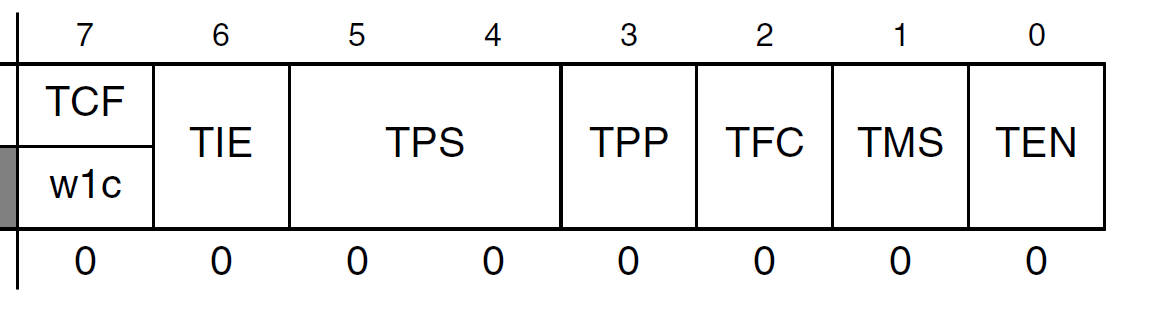 7 6 5 4 3 2 1 0
TCF
TIE TPS TPP TFC TMS TEN
w1c
0 0 0 0 0 0 0 0